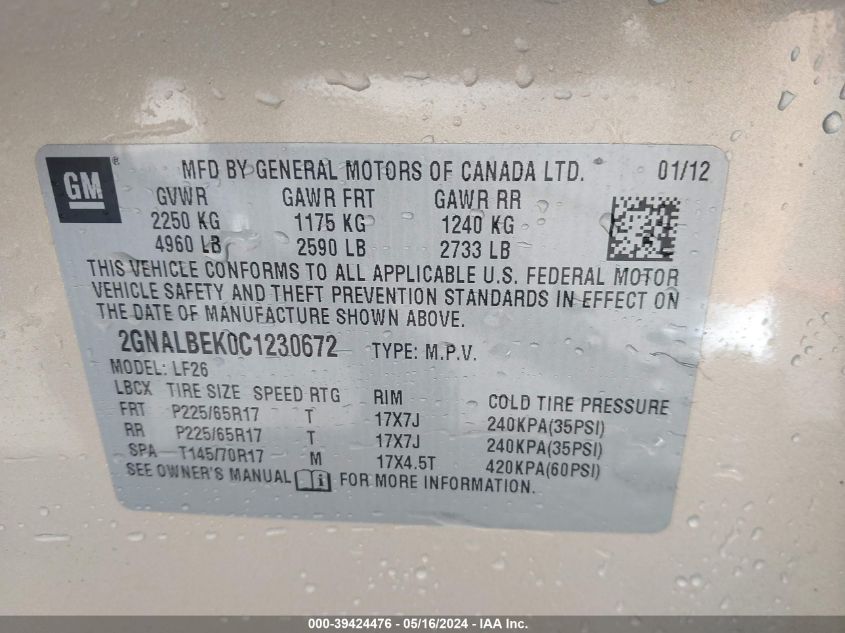 GM ® MFD BY GENERAL MOTORS OF CANADA LTD. 01/12
GVWR GAWR FRT GAWR RR
2250 KG 1175 KG 1240 KG
4960 LB 2590 LB 2733 LB
THIS VEHICLE CONFORMS TO ALL APPLICABLE U.S. FEDERAL MOTOR
VEHICLE SAFETY AND THEFT PREVENTION STANDARDS IN EFFECT ON
THE DATE OF MANUFACTURE SHOWN ABOVE.
2GNALBEK0C1230672 TYPE: M.P.V.
MODEL: LF26
LBCX TIRE SIZE SPEED RTG RIM COLD TIRE PRESSURE
FRT P225/65R17 T 17X7J 240KPA(35PSI)
RR P225/65R17 T 17X7J 240KPA(35PSI)
SPA T145/70R17 M 17X4.5T 420KPA(60PSI)
SEE OWNER'S MANUAL i FOR MORE INFORMATION.
000-39424476 - 05/16/2024 - IAA Inc.